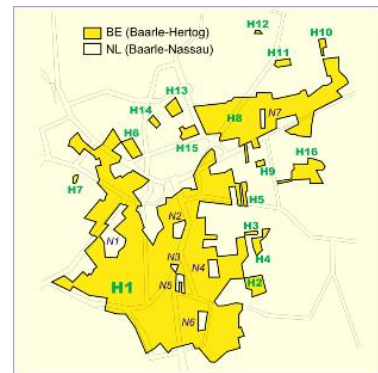 BE (Baarle-Hertog)
NL (Baarle-Nassau)
H12
H10
H11
H13
H14
H8
N7
H15
H6
H9
H16
H7
H5
N2
N1
H3
N3
N4
H4
H1
N5
H2
N6